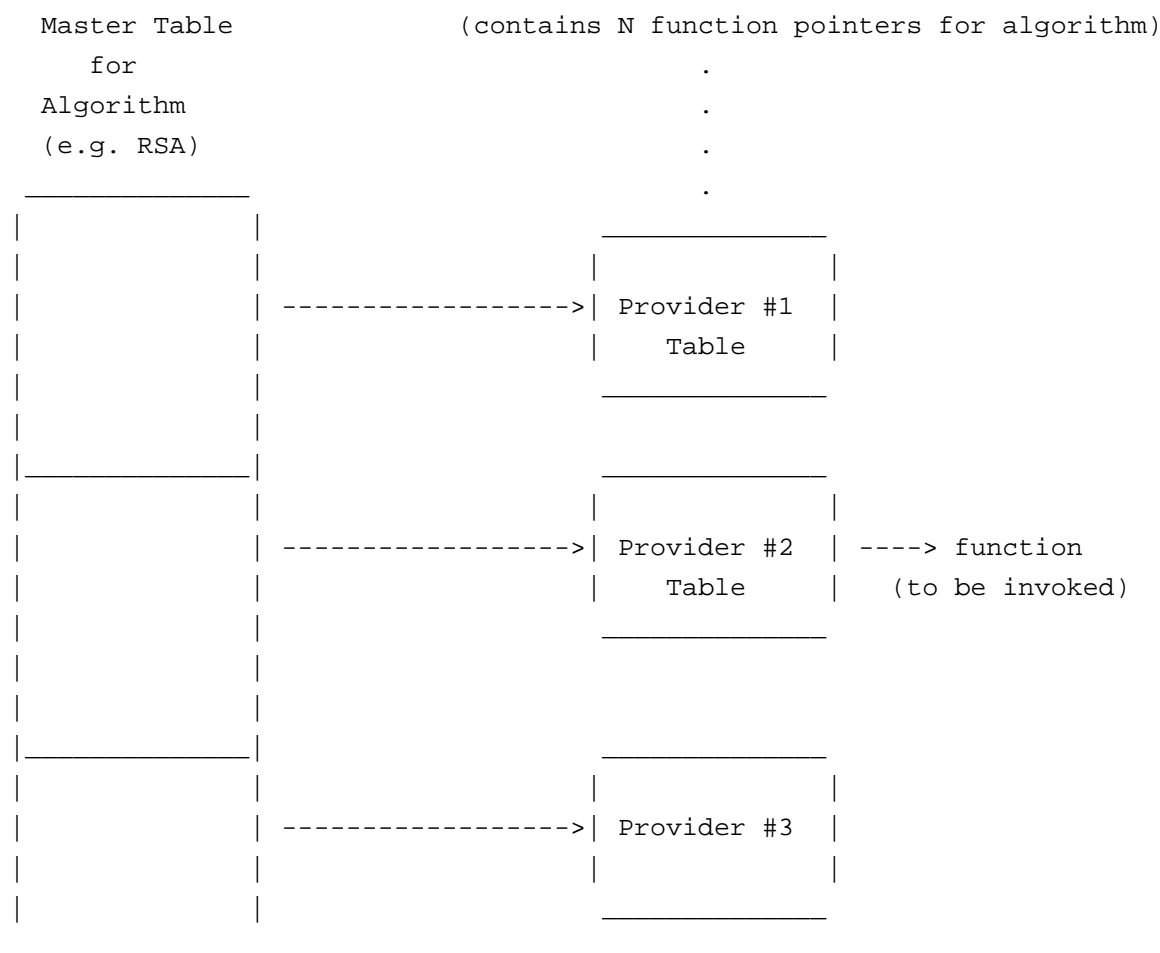 Master Table (contains N function pointers for algorithm)
for .
Algorithm .
(e.g. RSA) .
.
------------------>| Provider #1
Table
------------------>| Provider #2 | ----> function
Table | (to be invoked)
------------------>| Provider #3